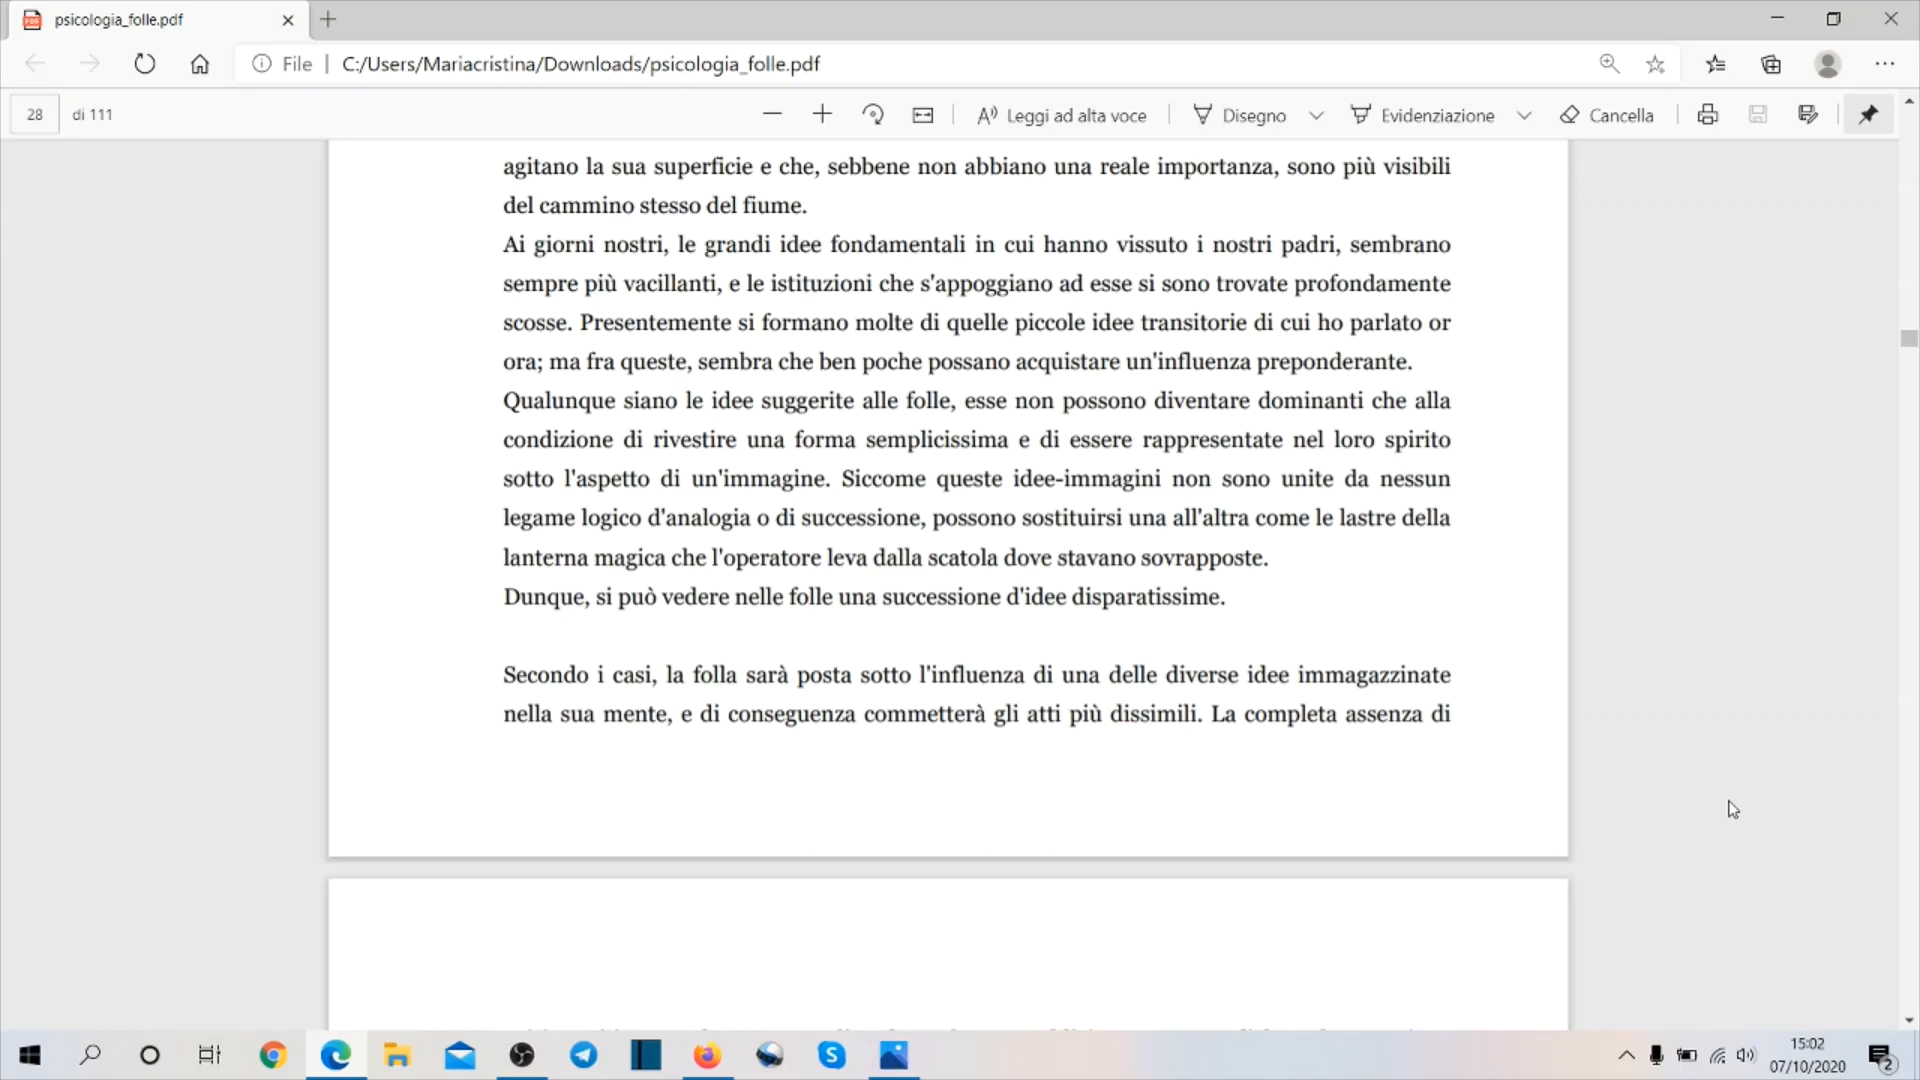 psicologia_folle.pdf
File | C:/Users/Mariacristina/Downloads/psicologia_folle.pdf
28 di 111 Leggi ad alta voce Disegno Evidenziazione Cancella
agitano la sua superficie e che, sebbene non abbiano una reale importanza, sono più visibili
del cammino stesso del fiume.
Ai giorni nostri, le grandi idee fondamentali in cui hanno vissuto i nostri padri, sembrano
sempre più vacillanti, e le istituzioni che s'appoggiano ad esse si sono trovate profondamente
scosse. Presentemente si formano molte di quelle piccole idee transitorie di cui ho parlato or
ora; ma fra queste, sembra che ben poche possano acquistare un'influenza preponderante.
Qualunque siano le idee suggerite alle folle, esse non possono diventare dominanti che alla
condizione di rivestire una forma semplicissima e di essere rappresentate nel loro spirito
sotto l'aspetto di un'immagine. Siccome queste idee-immagini non sono unite da nessun
legame logico d'analogia o di successione, possono sostituirsi una all'altra come le lastre della
lanterna magica che l'operatore leva dalla scatola dove stavano sovrapposte.
Dunque, si può vedere nelle folle una successione d'idee disparatissime.
Secondo i casi, la folla sarà posta sotto l'influenza di una delle diverse idee immagazzinate
nella sua mente, e di conseguenza commetterà gli atti più dissimili. La completa assenza di
15:02
07/10/2020
2